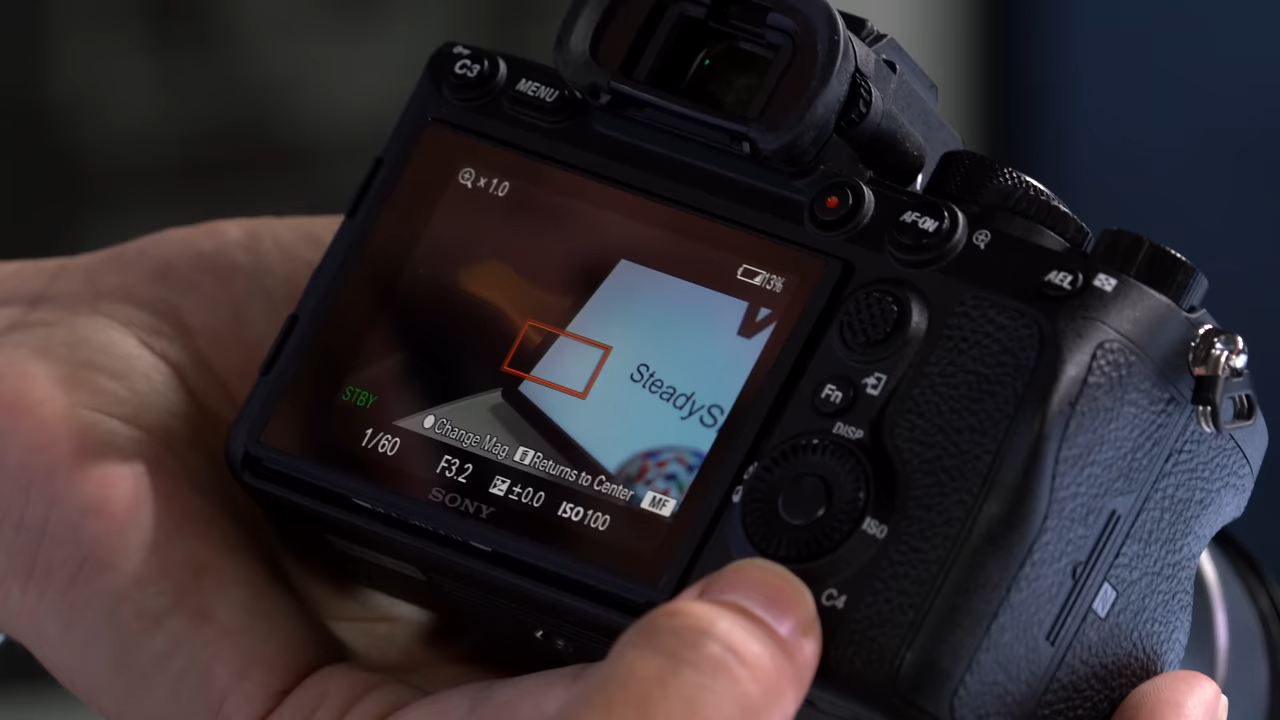 C3
MENU
× 1.0
13%
V
AF-ON
AEL
SteadyS
Fn
STBY
DISP
Change Mag.
Returns to Center
1/60
F3.2
±0.0
ISO 100
MF
SONY
ISO
C4